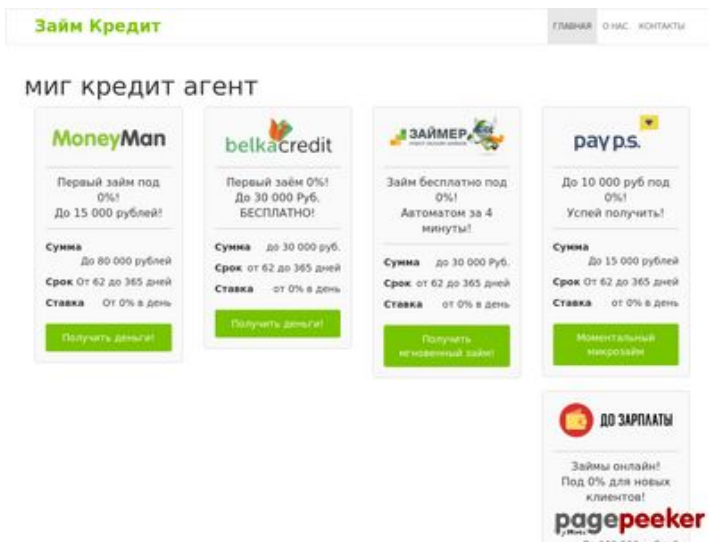 Займ Кредит
ГЛАВНАЯ О НАС КОНТАКТЫ
миг кредит агент
MoneyMan
Первый займ под
0%!
До 15 000 рублей!
Сумма
До 80 000 рублей
Срок От 62 до 365 дней
Ставка От 0% в день
Получить деньги!
belkacredit
Первый заём 0%!
До 30 000 Руб.
БЕСПЛАТНО!
Сумма до 30 000 руб.
Срок от 62 до 365 дней
Ставка от 0% в день
Получить деньги!
ЗАЙМЕР
Займ бесплатно под
0%!
Автоматом за 4
минуты!
Сумма до 30 000 Руб.
Срок от 62 до 365 дней
Ставка от 0% в день
Получить
мгновенный займ!
pay p.s.
До 10 000 руб под
0%!
Успей получить!
Сумма
До 15 000 рублей
Срок От 62 до 365 дней
Ставка от 0% в день
Моментальный
микрозайм
ДО ЗАРПЛАТЫ
Займы онлайн!
Под 0% для новых
клиентов!
pagepeeker